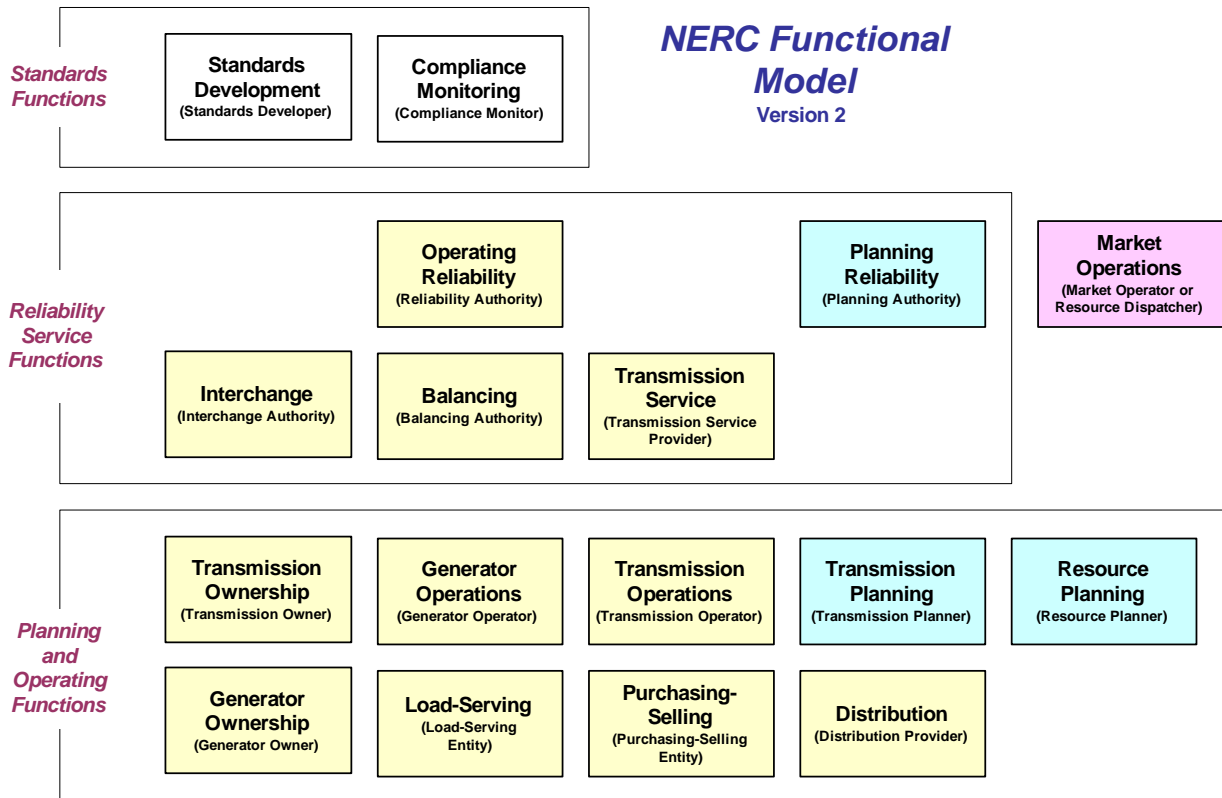 NERC Functional
Model
Version 2
Standards
Functions
Standards
Development
(Standards Developer)
Compliance
Monitoring
(Compliance Monitor)
Reliability
Service
Functions
Operating
Reliability
(Reliability Authority)
Planning
Reliability
(Planning Authority)
Market
Operations
(Market Operator or
Resource Dispatcher)
Interchange
(Interchange Authority)
Balancing
(Balancing Authority)
Transmission
Service
(Transmission Service
Provider)
Planning
and
Operating
Functions
Transmission
Ownership
(Transmission Owner)
Generator
Operations
(Generator Operator)
Transmission
Operations
(Transmission Operator)
Transmission
Planning
(Transmission Planner)
Resource
Planning
(Resource Planner)
Generator
Ownership
(Generator Owner)
Load-Serving
(Load-Serving
Entity)
Purchasing-
Selling
(Purchasing-Selling
Entity)
Distribution
(Distribution Provider)